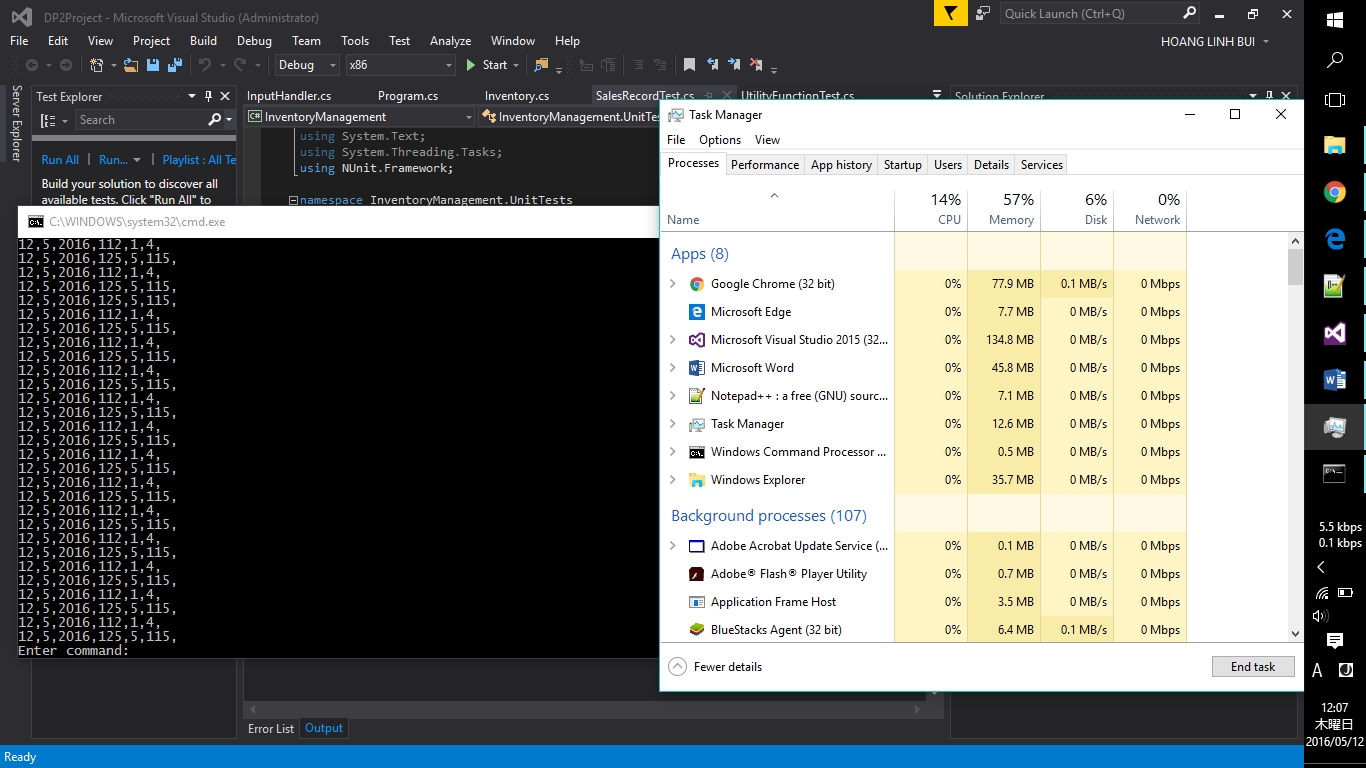 DP2Project - Microsoft Visual Studio (Administrator)
Quick Launch (Ctrl+Q)
File Edit View Project Build Debug Team Tools Test Analyze Window Help
HOANG LINH BUI
Debug x86 Start
Server Explorer
Test Explorer
Search
Run All | Run... | Playlist : All Te
Build your solution to discover all
available tests. Click "Run All" to
InputHandler.cs Program.cs Inventory.cs SalesRecordTest.cs UtilityFunctionTest.cs
Solution Explorer
C# InventoryManagement
InventoryManagement.UnitTes
using System.Text;
using System.Threading.Tasks;
using NUnit.Framework;
namespace InventoryManagement.UnitTests
C:\WINDOWS\system32\cmd.exe
12,5,2016,112,1,4,
12,5,2016,125,5,115,
12,5,2016,112,1,4,
12,5,2016,125,5,115,
12,5,2016,125,5,115,
12,5,2016,112,1,4,
12,5,2016,125,5,115,
12,5,2016,112,1,4,
12,5,2016,125,5,115,
12,5,2016,112,1,4,
12,5,2016,125,5,115,
12,5,2016,112,1,4,
12,5,2016,125,5,115,
12,5,2016,112,1,4,
12,5,2016,125,5,115,
12,5,2016,112,1,4,
12,5,2016,125,5,115,
12,5,2016,112,1,4,
12,5,2016,125,5,115,
12,5,2016,112,1,4,
12,5,2016,125,5,115,
12,5,2016,112,1,4,
12,5,2016,125,5,115,
12,5,2016,112,1,4,
12,5,2016,125,5,115,
12,5,2016,125,5,115,
12,5,2016,112,1,4,
12,5,2016,125,5,115,
Enter command:
Task Manager
File Options View
Processes Performance App history Startup Users Details Services
14% 57% 6% 0%
Name CPU Memory Disk Network
Apps (8)
Google Chrome (32 bit) 0% 77.9 MB 0.1 MB/s 0 Mbps
Microsoft Edge 0% 7.7 MB 0 MB/s 0 Mbps
Microsoft Visual Studio 2015 (32... 0% 134.8 MB 0 MB/s 0 Mbps
Microsoft Word 0% 45.8 MB 0 MB/s 0 Mbps
Notepad++ : a free (GNU) sourc... 0% 7.1 MB 0 MB/s 0 Mbps
Task Manager 0% 12.6 MB 0 MB/s 0 Mbps
Windows Command Processor ... 0% 0.5 MB 0 MB/s 0 Mbps
Windows Explorer 0% 35.7 MB 0 MB/s 0 Mbps
Background processes (107)
Adobe Acrobat Update Service (... 0% 0.1 MB 0 MB/s 0 Mbps
Adobe® Flash® Player Utility 0% 0.7 MB 0 MB/s 0 Mbps
Application Frame Host 0% 3.5 MB 0 MB/s 0 Mbps
BlueStacks Agent (32 bit) 0% 6.4 MB 0.1 MB/s 0 Mbps
Fewer details
End task
Error List Output
Ready
5.5 kbps
0.1 kbps
A
12:07
木曜日
2016/05/12